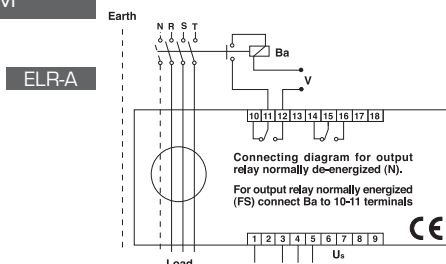 VI
Earth
N R S T
Ba
ELR-A
V
10 11 12 13 14 15 16 17 18
Connecting diagram for output
relay normally de-energized (N).
For output relay normally energized
(FS) connect Ba to 10-11 terminals
CE
1 2 3 4 5 6 7 8 9
Us
Load